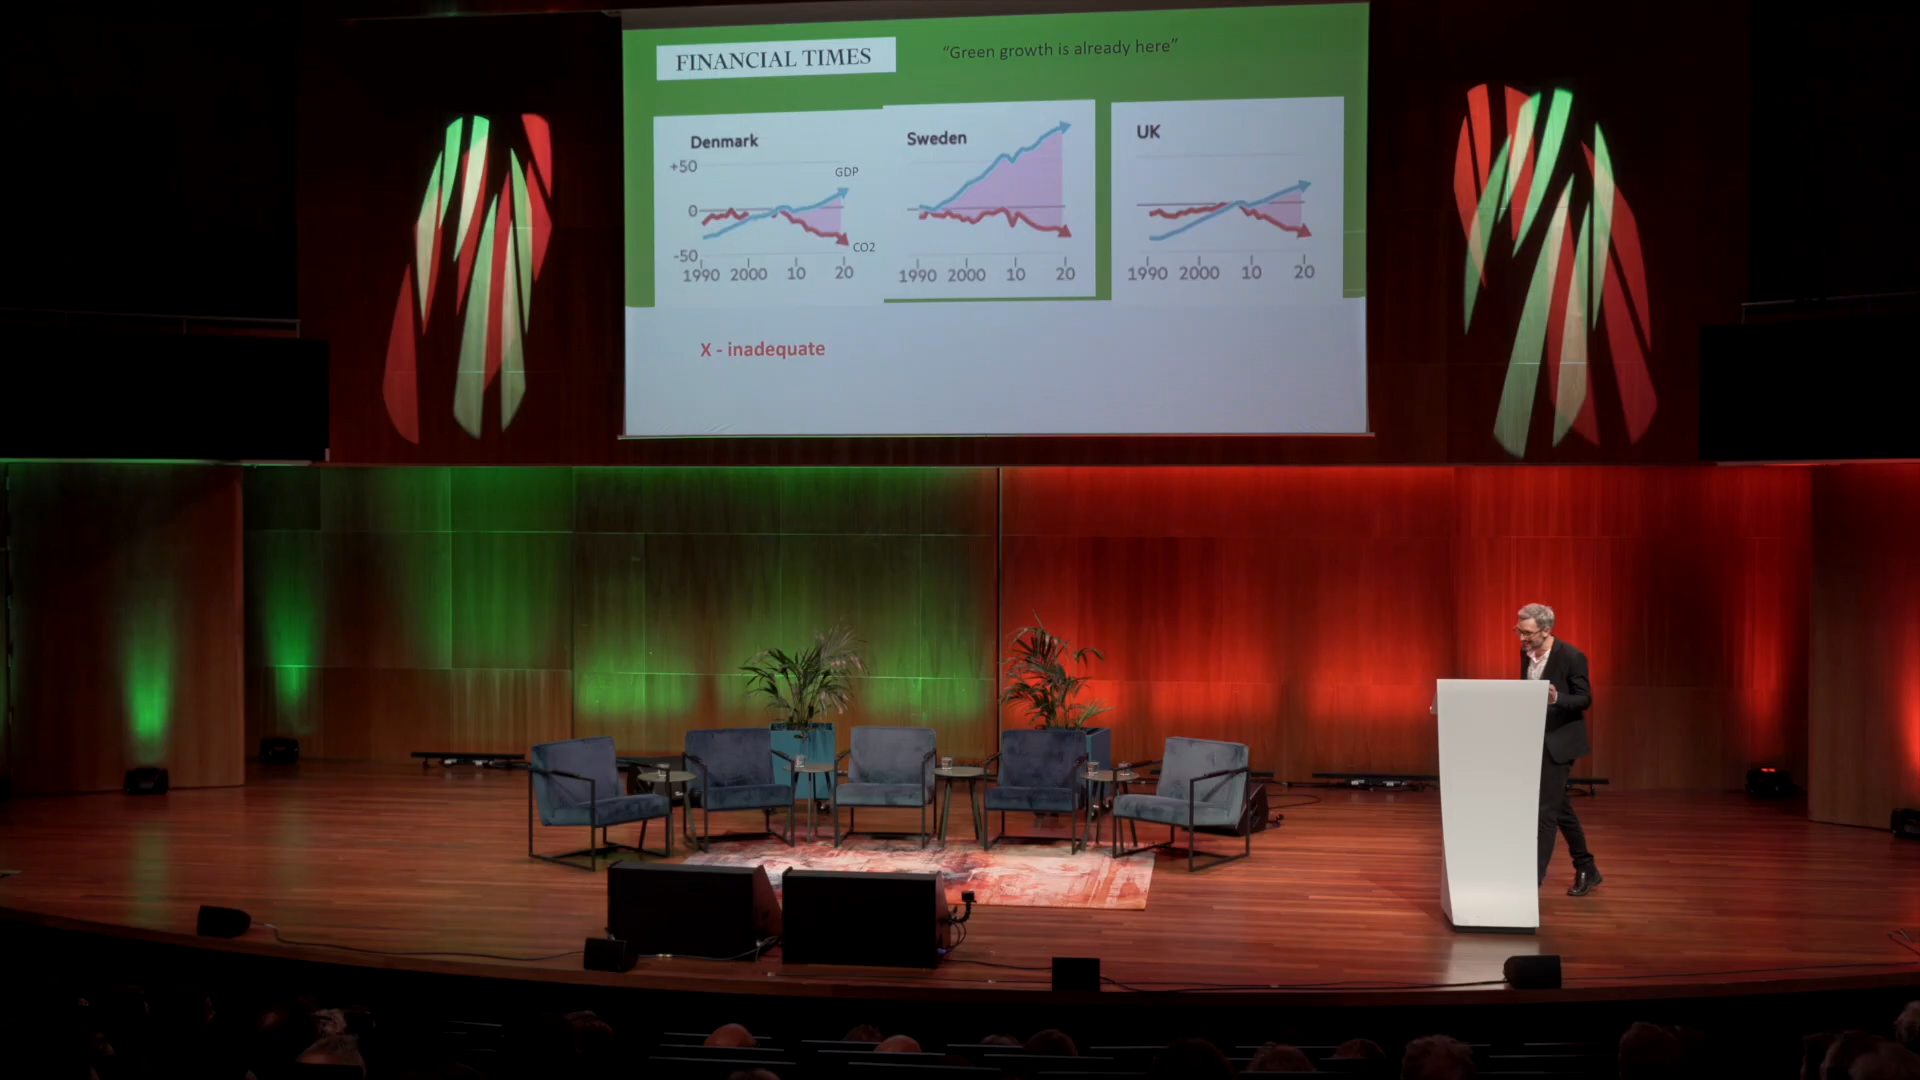 FINANCIAL TIMES
“Green growth is already here”
Denmark
+50
0
-50
GDP
CO2
1990 2000 10 20
Sweden
1990 2000 10 20
UK
1990 2000 10 20
X - inadequate